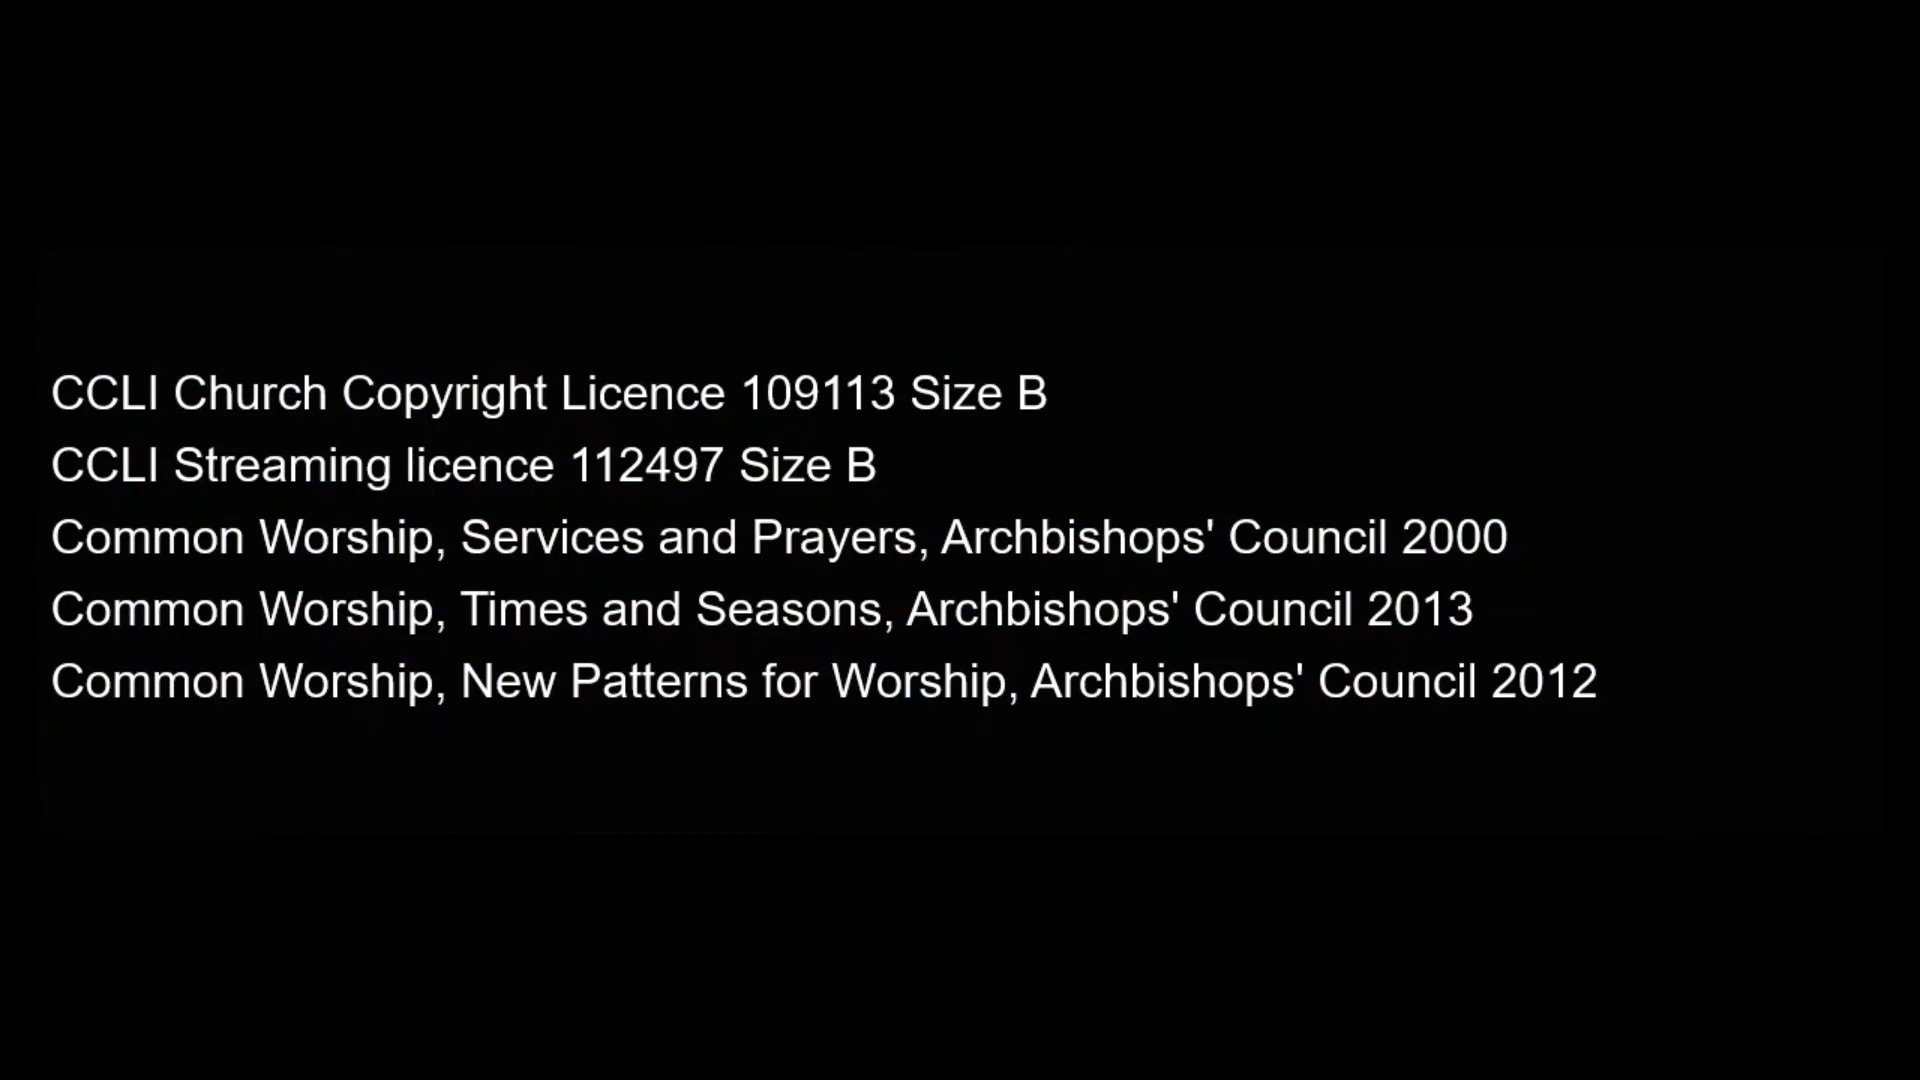 CCLI Church Copyright Licence 109113 Size B
CCLI Streaming licence 112497 Size B
Common Worship, Services and Prayers, Archbishops' Council 2000
Common Worship, Times and Seasons, Archbishops' Council 2013
Common Worship, New Patterns for Worship, Archbishops' Council 2012